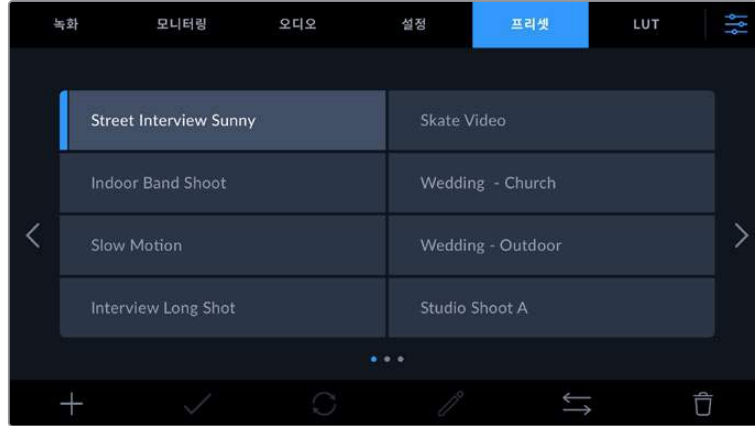 녹화 모니터링 오디오 설정 프리셋 LUT
Street Interview Sunny Skate Video
Indoor Band Shoot Wedding - Church
Slow Motion Wedding - Outdoor
Interview Long Shot Studio Shoot A